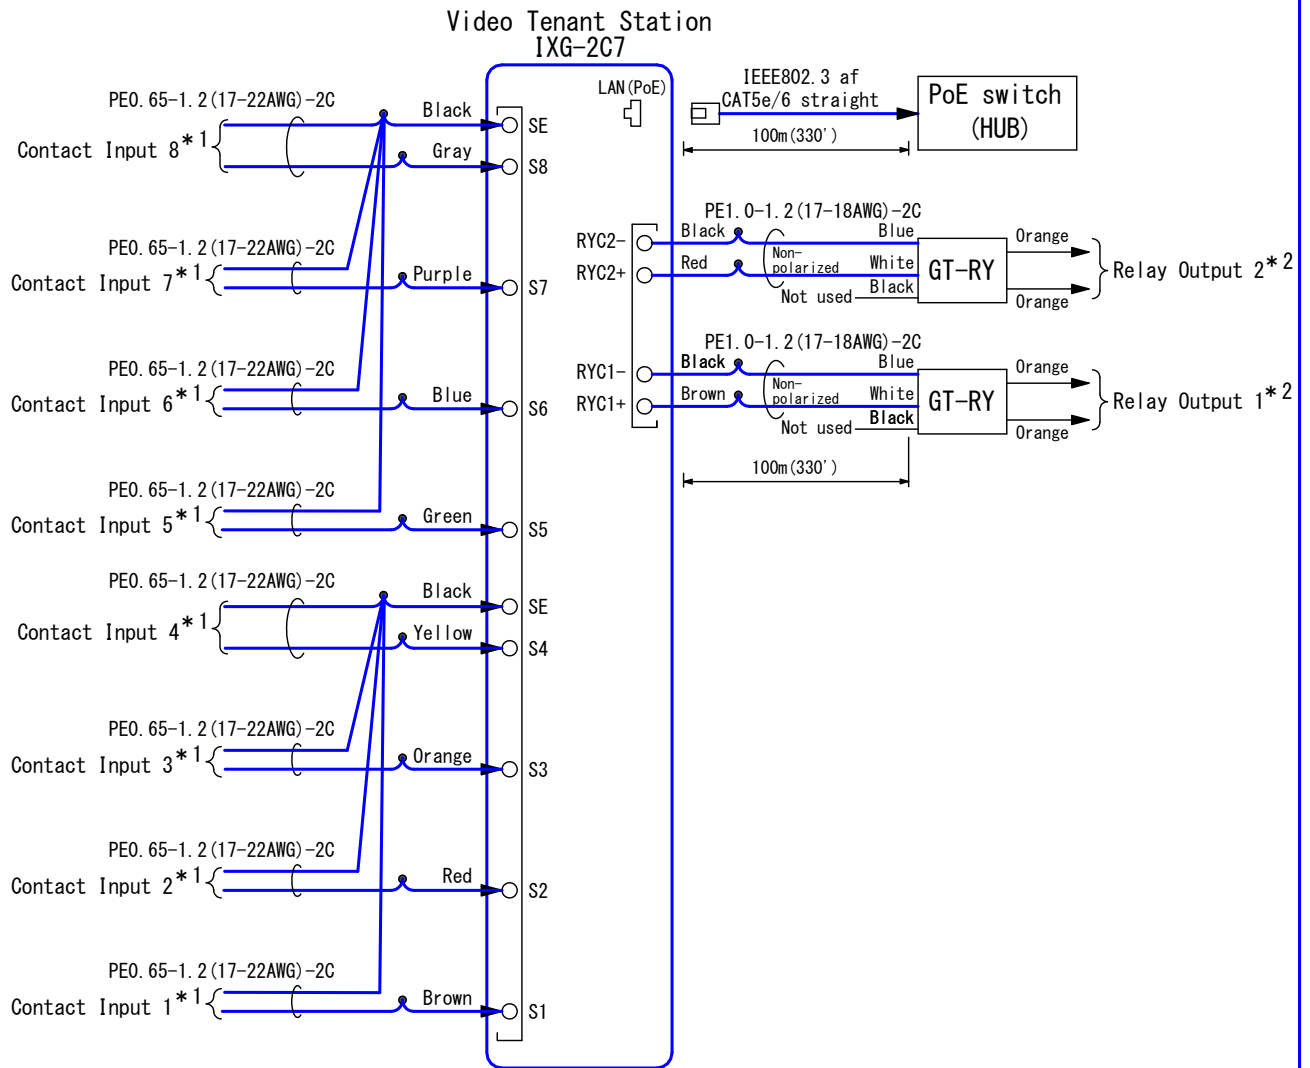 Video Tenant Station
IXG-2C7
PE0.65-1.2(17-22AWG)-2C
Contact Input 8*1
Black
SE
Gray
S8
PE0.65-1.2(17-22AWG)-2C
Contact Input 7*1
Purple
S7
PE0.65-1.2(17-22AWG)-2C
Contact Input 6*1
Blue
S6
PE0.65-1.2(17-22AWG)-2C
Contact Input 5*1
Green
S5
PE0.65-1.2(17-22AWG)-2C
Contact Input 4*1
Black
SE
Yellow
S4
PE0.65-1.2(17-22AWG)-2C
Contact Input 3*1
Orange
S3
PE0.65-1.2(17-22AWG)-2C
Contact Input 2*1
Red
S2
PE0.65-1.2(17-22AWG)-2C
Contact Input 1*1
Brown
S1
LAN(PoE)
IEEE802.3 af
CAT5e/6 straight
100m(330')
PoE switch
(HUB)
PE1.0-1.2(17-18AWG)-2C
RYC2-
Black
Blue
RYC2+
Red
Non-
polarized
White
Not used
Black
GT-RY
Orange
Orange
Relay Output 2*2
PE1.0-1.2(17-18AWG)-2C
RYC1-
Black
Blue
RYC1+
Brown
Non-
polarized
White
Not used
Black
GT-RY
Orange
Orange
Relay Output 1*2
100m(330')